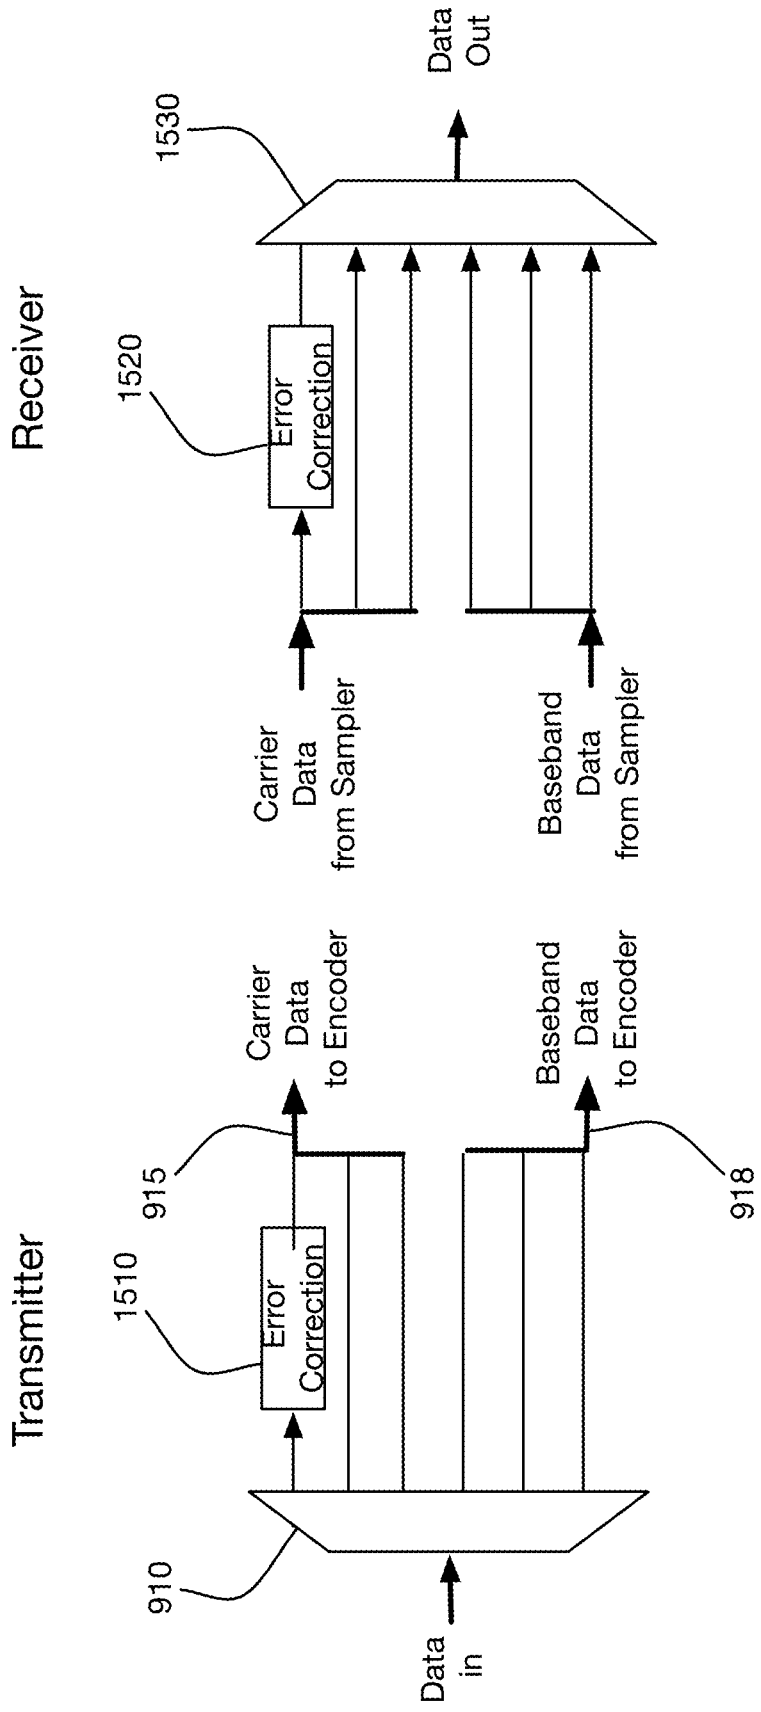 Transmitter
910
1510
915
Data
in
Error
Correction
Carrier
Data
to Encoder
Baseband
Data
to Encoder
918
Receiver
1520
1530
Carrier
Data
from Sampler
Baseband
Data
from Sampler
Error
Correction
Data
Out